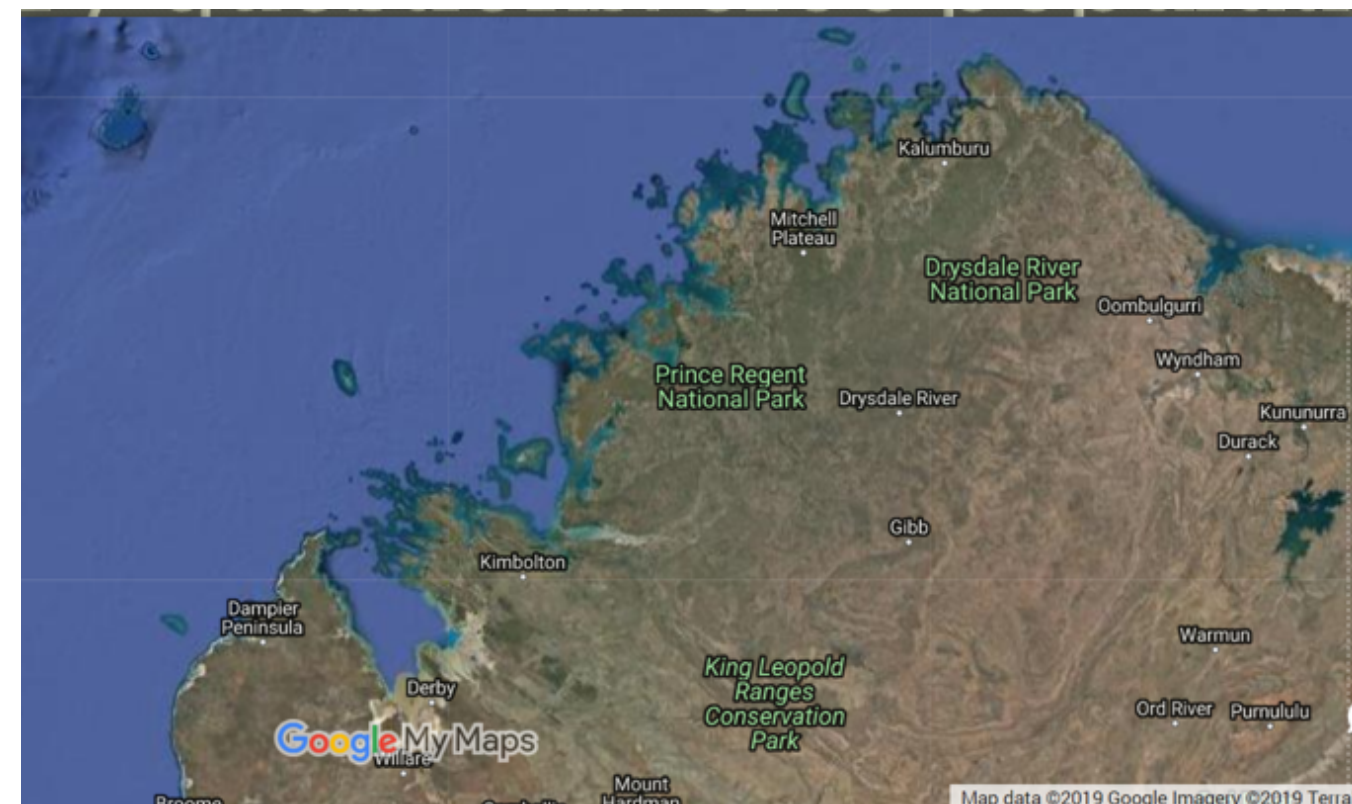 Kalumburu
Mitchell
Plateau
Drysdale River
National Park
Oombulgurri
Wyndham
Prince Regent
National Park
Drysdale River
Kununurra
Durack
Gibb
Kimbolton
Dampier
Peninsula
Warmun
King Leopold
Ranges
Conservation
Park
Derby
Ord River
Purnululu
Google My Maps
Willare
Mount
Hardman
Broome
Map data ©2019 Google Imagery ©2019 Terra